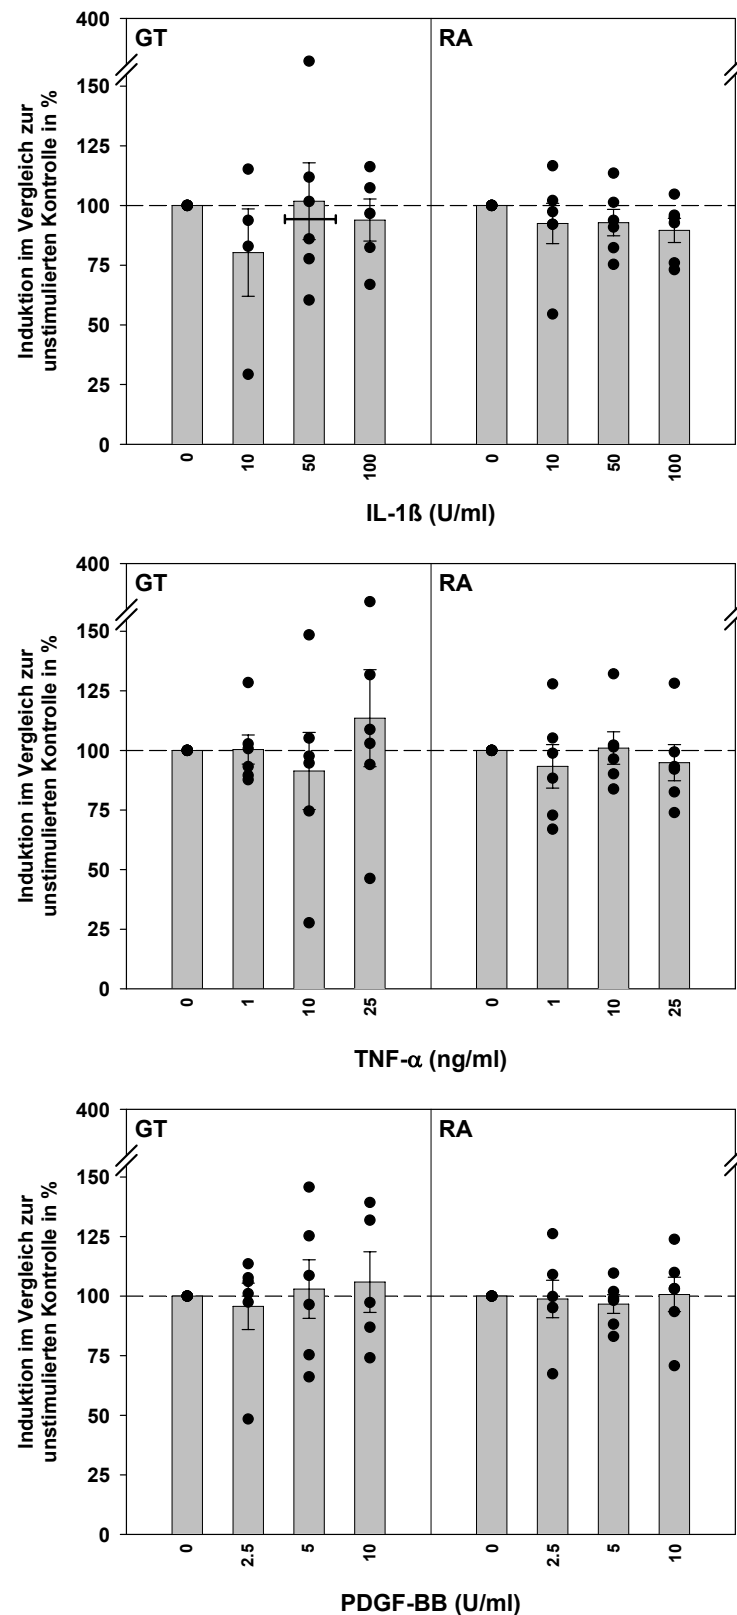 400
GT
RA
150
125
100
75
50
25
0
Induktion im Vergleich zur
unstimulierten Kontrolle in %
0 10 50 100 0 10 50 100
IL-1ß (U/ml)
400
GT
RA
150
125
100
75
50
25
0
Induktion im Vergleich zur
unstimulierten Kontrolle in %
0 1 10 25 0 1 10 25
TNF-α (ng/ml)
400
GT
RA
150
125
100
75
50
25
0
Induktion im Vergleich zur
unstimulierten Kontrolle in %
0 2.5 5 10 0 2.5 5 10
PDGF-BB (U/ml)